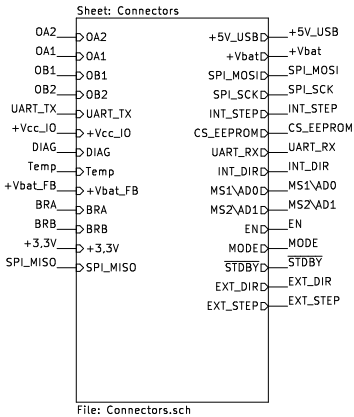 Sheet: Connectors
OA2 OA2 +5V_USB +5V_USB
OA1 OA1 +Vbat +Vbat
OB1 OB1 SPI_MOSI SPI_MOSI
OB2 OB2 SPI_SCK SPI_SCK
UART_TX UART_TX INT_STEP INT_STEP
+Vcc_IO +Vcc_IO CS_EEPROM CS_EEPROM
DIAG DIAG UART_RX UART_RX
Temp Temp INT_DIR INT_DIR
+Vbat_FB +Vbat_FB MS1\AD0 MS1\AD0
BRA BRA MS2\AD1 MS2\AD1
BRB BRB EN EN
+3,3V +3,3V MODE MODE
SPI_MISO SPI_MISO STDBY STDBY
EXT_DIR EXT_DIR
EXT_STEP EXT_STEP
File: Connectors.sch